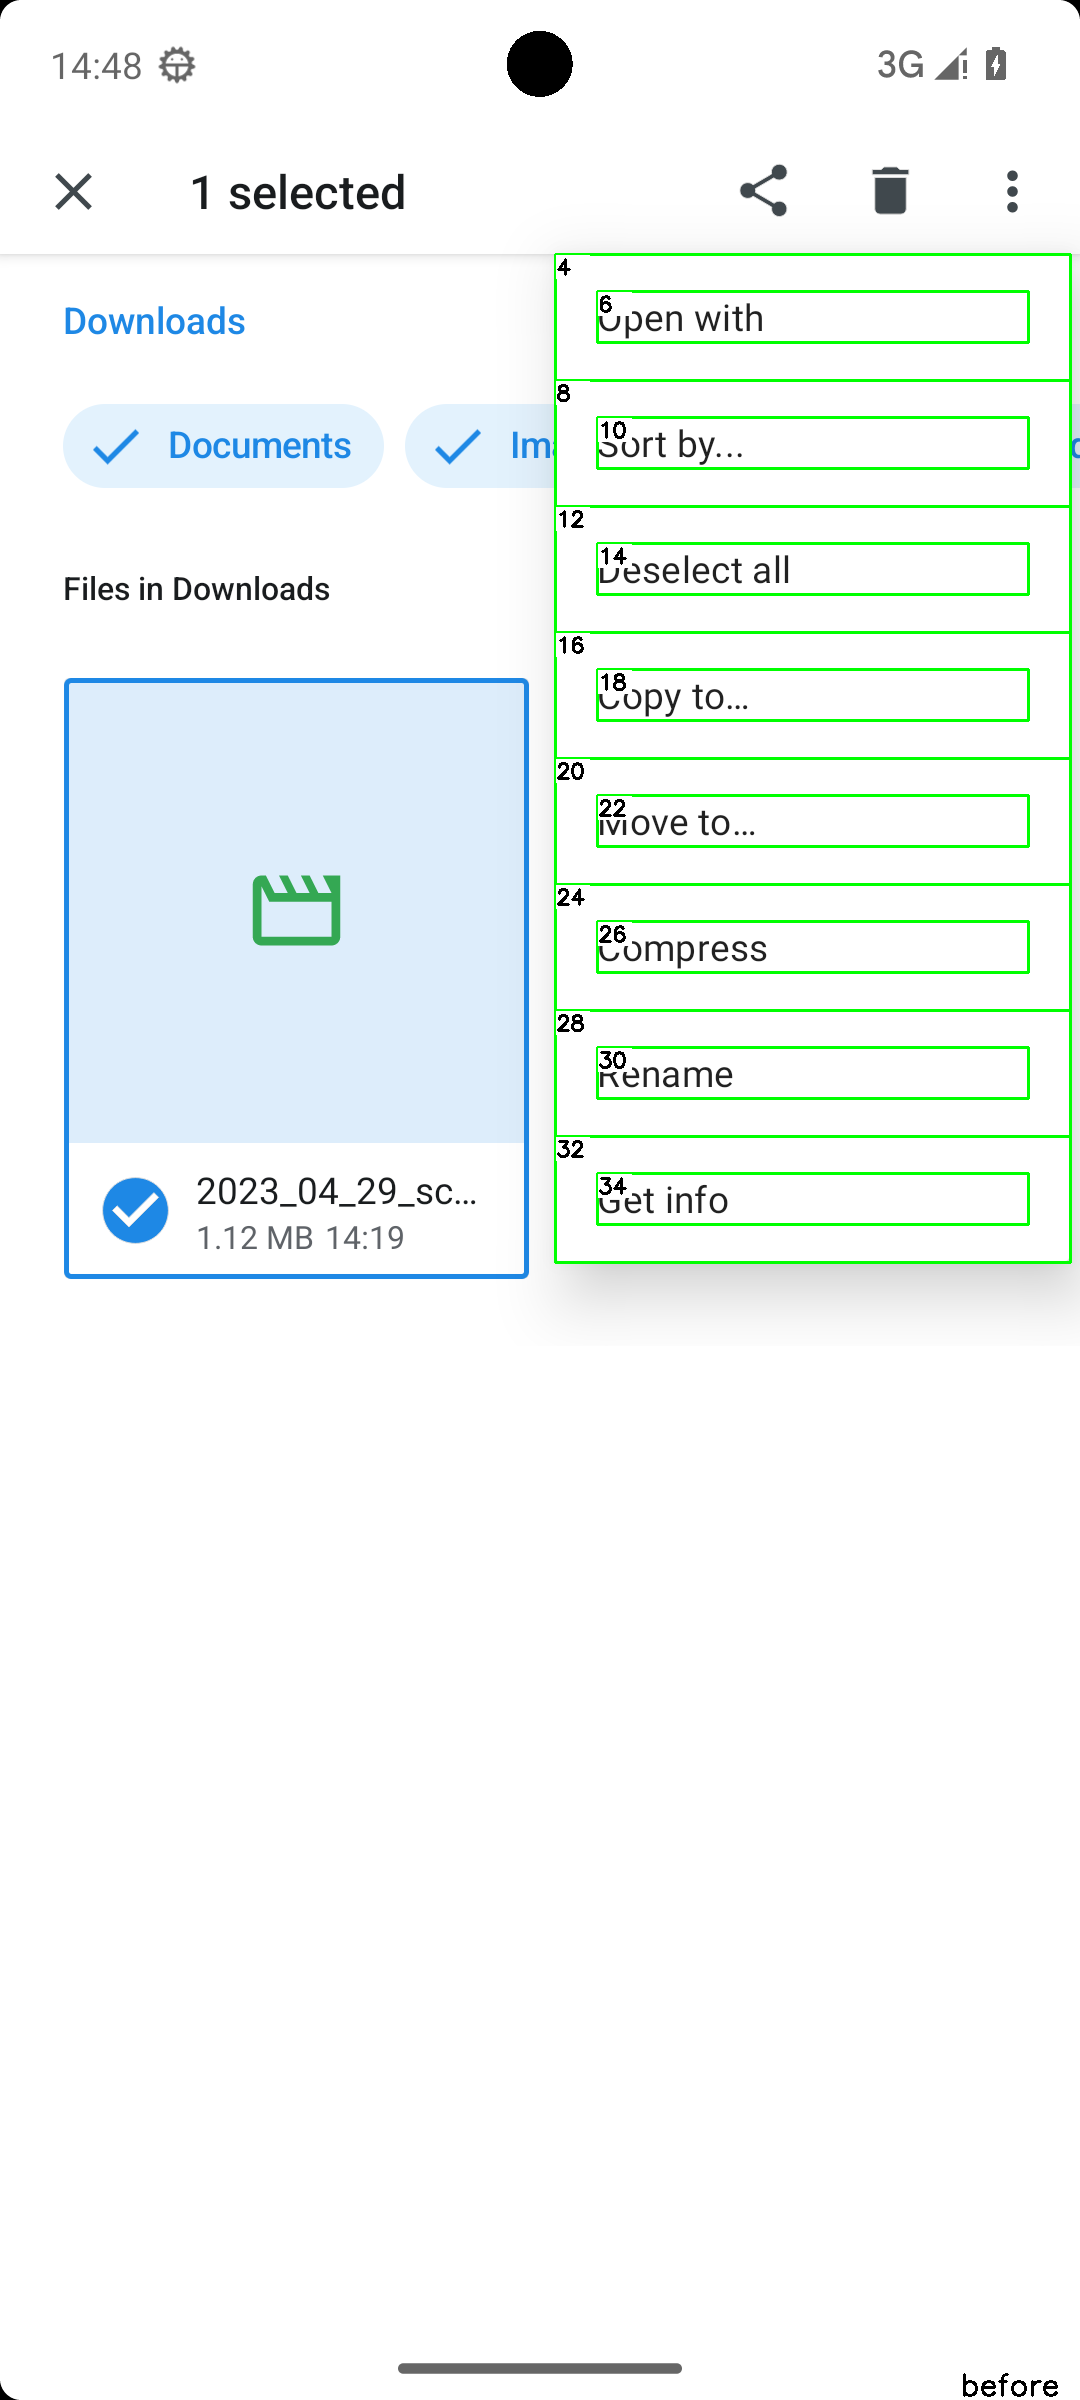 14:48
3G
1 selected
Downloads
Documents
Files in Downloads
4
6
Open with
8
10
Sort by...
12
14
Deselect all
16
18
Copy to…
20
22
Move to…
24
26
Compress
28
30
Rename
32
34
Get info
2023_04_29_sc…
1.12 MB 14:19
before